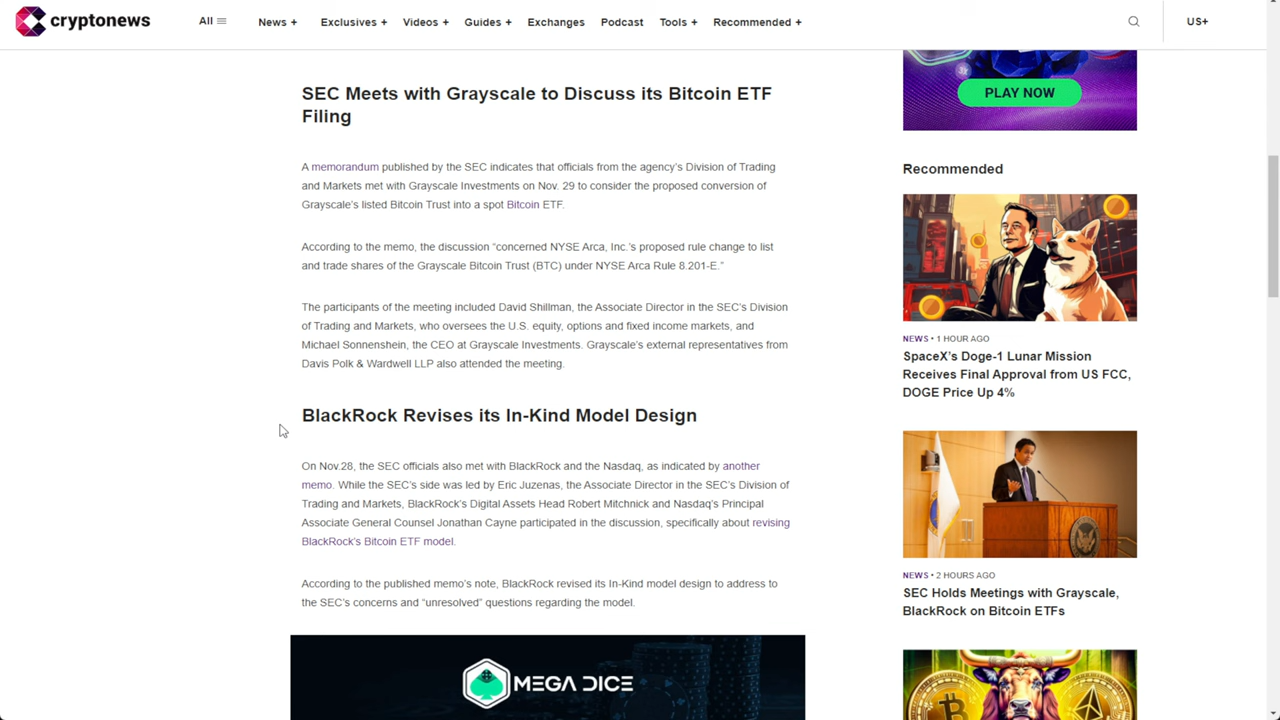 cryptonews
All
News +
Exclusives +
Videos +
Guides +
Exchanges
Podcast
Tools +
Recommended +
US+
SEC Meets with Grayscale to Discuss its Bitcoin ETF
Filing
A memorandum published by the SEC indicates that officials from the agency's Division of Trading
and Markets met with Grayscale Investments on Nov. 29 to consider the proposed conversion of
Grayscale's listed Bitcoin Trust into a spot Bitcoin ETF.
According to the memo, the discussion “concerned NYSE Arca, Inc.'s proposed rule change to list
and trade shares of the Grayscale Bitcoin Trust (BTC) under NYSE Arca Rule 8.201-E.”
The participants of the meeting included David Shillman, the Associate Director in the SEC's Division
of Trading and Markets, who oversees the U.S. equity, options and fixed income markets, and
Michael Sonnenshein, the CEO at Grayscale Investments. Grayscale's external representatives from
Davis Polk & Wardwell LLP also attended the meeting.
BlackRock Revises its In-Kind Model Design
On Nov.28, the SEC officials also met with BlackRock and the Nasdaq, as indicated by another
memo. While the SEC's side was led by Eric Juzenas, the Associate Director in the SEC's Division of
Trading and Markets, BlackRock's Digital Assets Head Robert Mitchnick and Nasdaq's Principal
Associate General Counsel Jonathan Cayne participated in the discussion, specifically about revising
BlackRock's Bitcoin ETF model.
According to the published memo's note, BlackRock revised its In-Kind model design to address to
the SEC's concerns and “unresolved” questions regarding the model.
MEGA DICE
PLAY NOW
Recommended
NEWS • 1 HOUR AGO
SpaceX's Doge-1 Lunar Mission
Receives Final Approval from US FCC,
DOGE Price Up 4%
NEWS • 2 HOURS AGO
SEC Holds Meetings with Grayscale,
BlackRock on Bitcoin ETFs